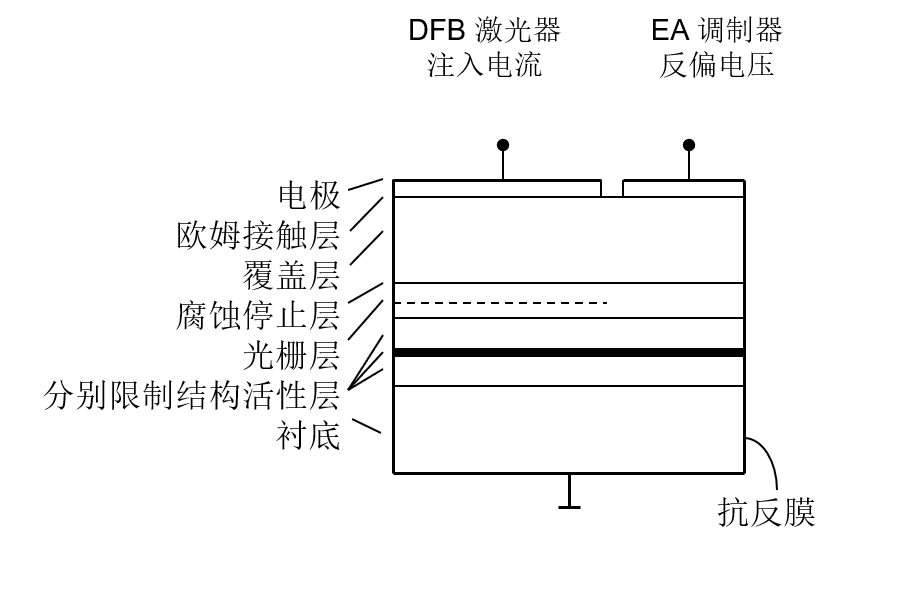 DFB 激光器
注入电流
EA 调制器
反偏电压
电极
欧姆接触层
覆盖层
腐蚀停止层
光栅层
分别限制结构活性层
衬底
抗反膜